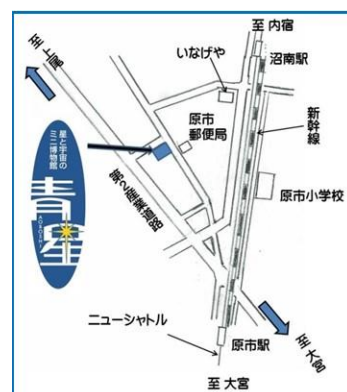 至 内宿
沼南駅
いなげや
至 上尾
新幹線
原市
郵便局
星と宇宙の
ミニ博物館
青星
AOBOSHI
第2産業道路
原市小学校
ニューシャトル
原市駅
至 大宮
至 大宮